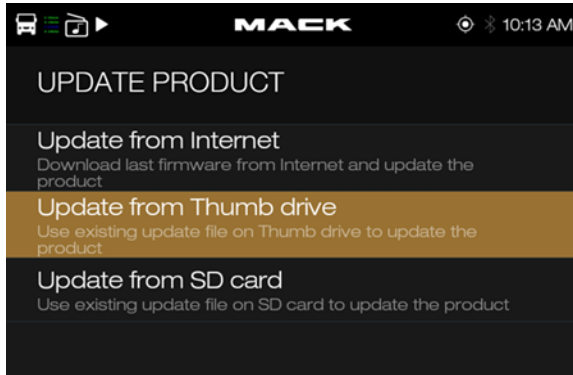 MACK
10:13 AM
UPDATE PRODUCT
Update from Internet
Download last firmware from Internet and update the
product
Update from Thumb drive
Use existing update file on Thumb drive to update the
product
Update from SD card
Use existing update file on SD card to update the product